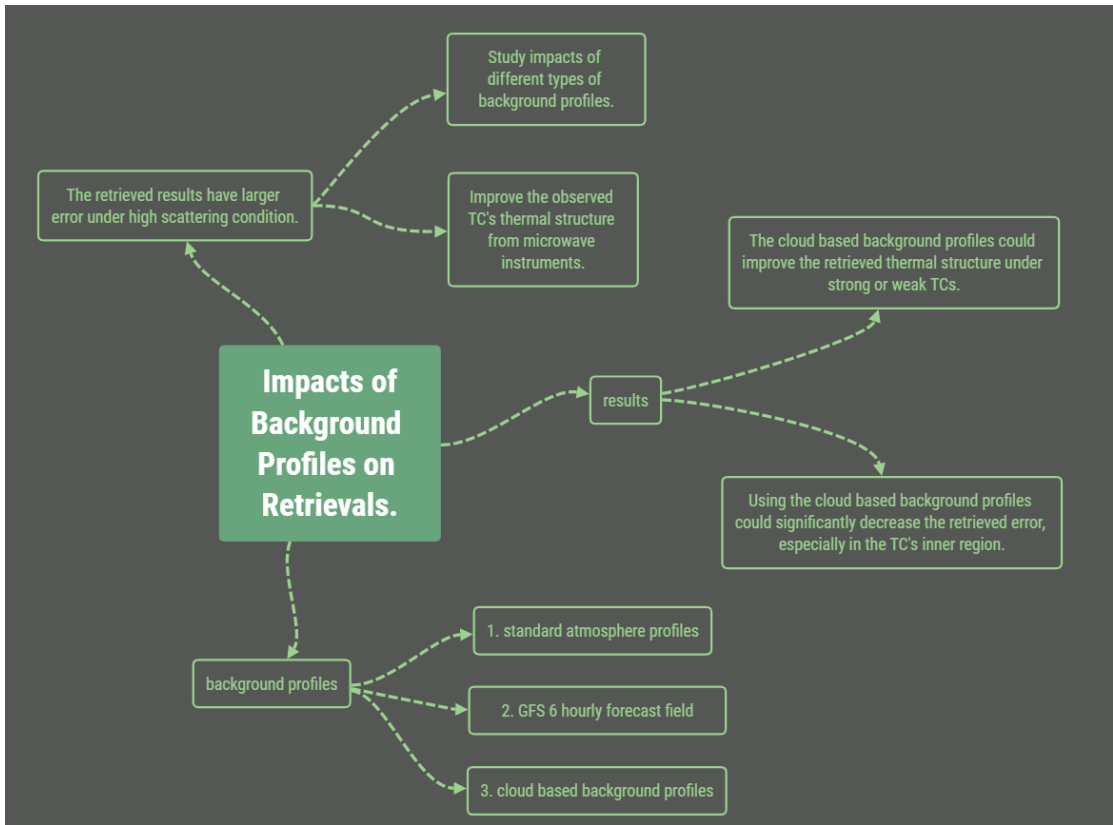 Study impacts of
different types of
background profiles.
The retrieved results have larger
error under high scattering condition.
Improve the observed
TC's thermal structure
from microwave
instruments.
The cloud based background profiles could
improve the retrieved thermal structure under
strong or weak TCs.
Impacts of
Background
Profiles on
Retrievals.
results
Using the cloud based background profiles
could significantly decrease the retrieved error,
especially in the TC's inner region.
background profiles
1. standard atmosphere profiles
2. GFS 6 hourly forecast field
3. cloud based background profiles